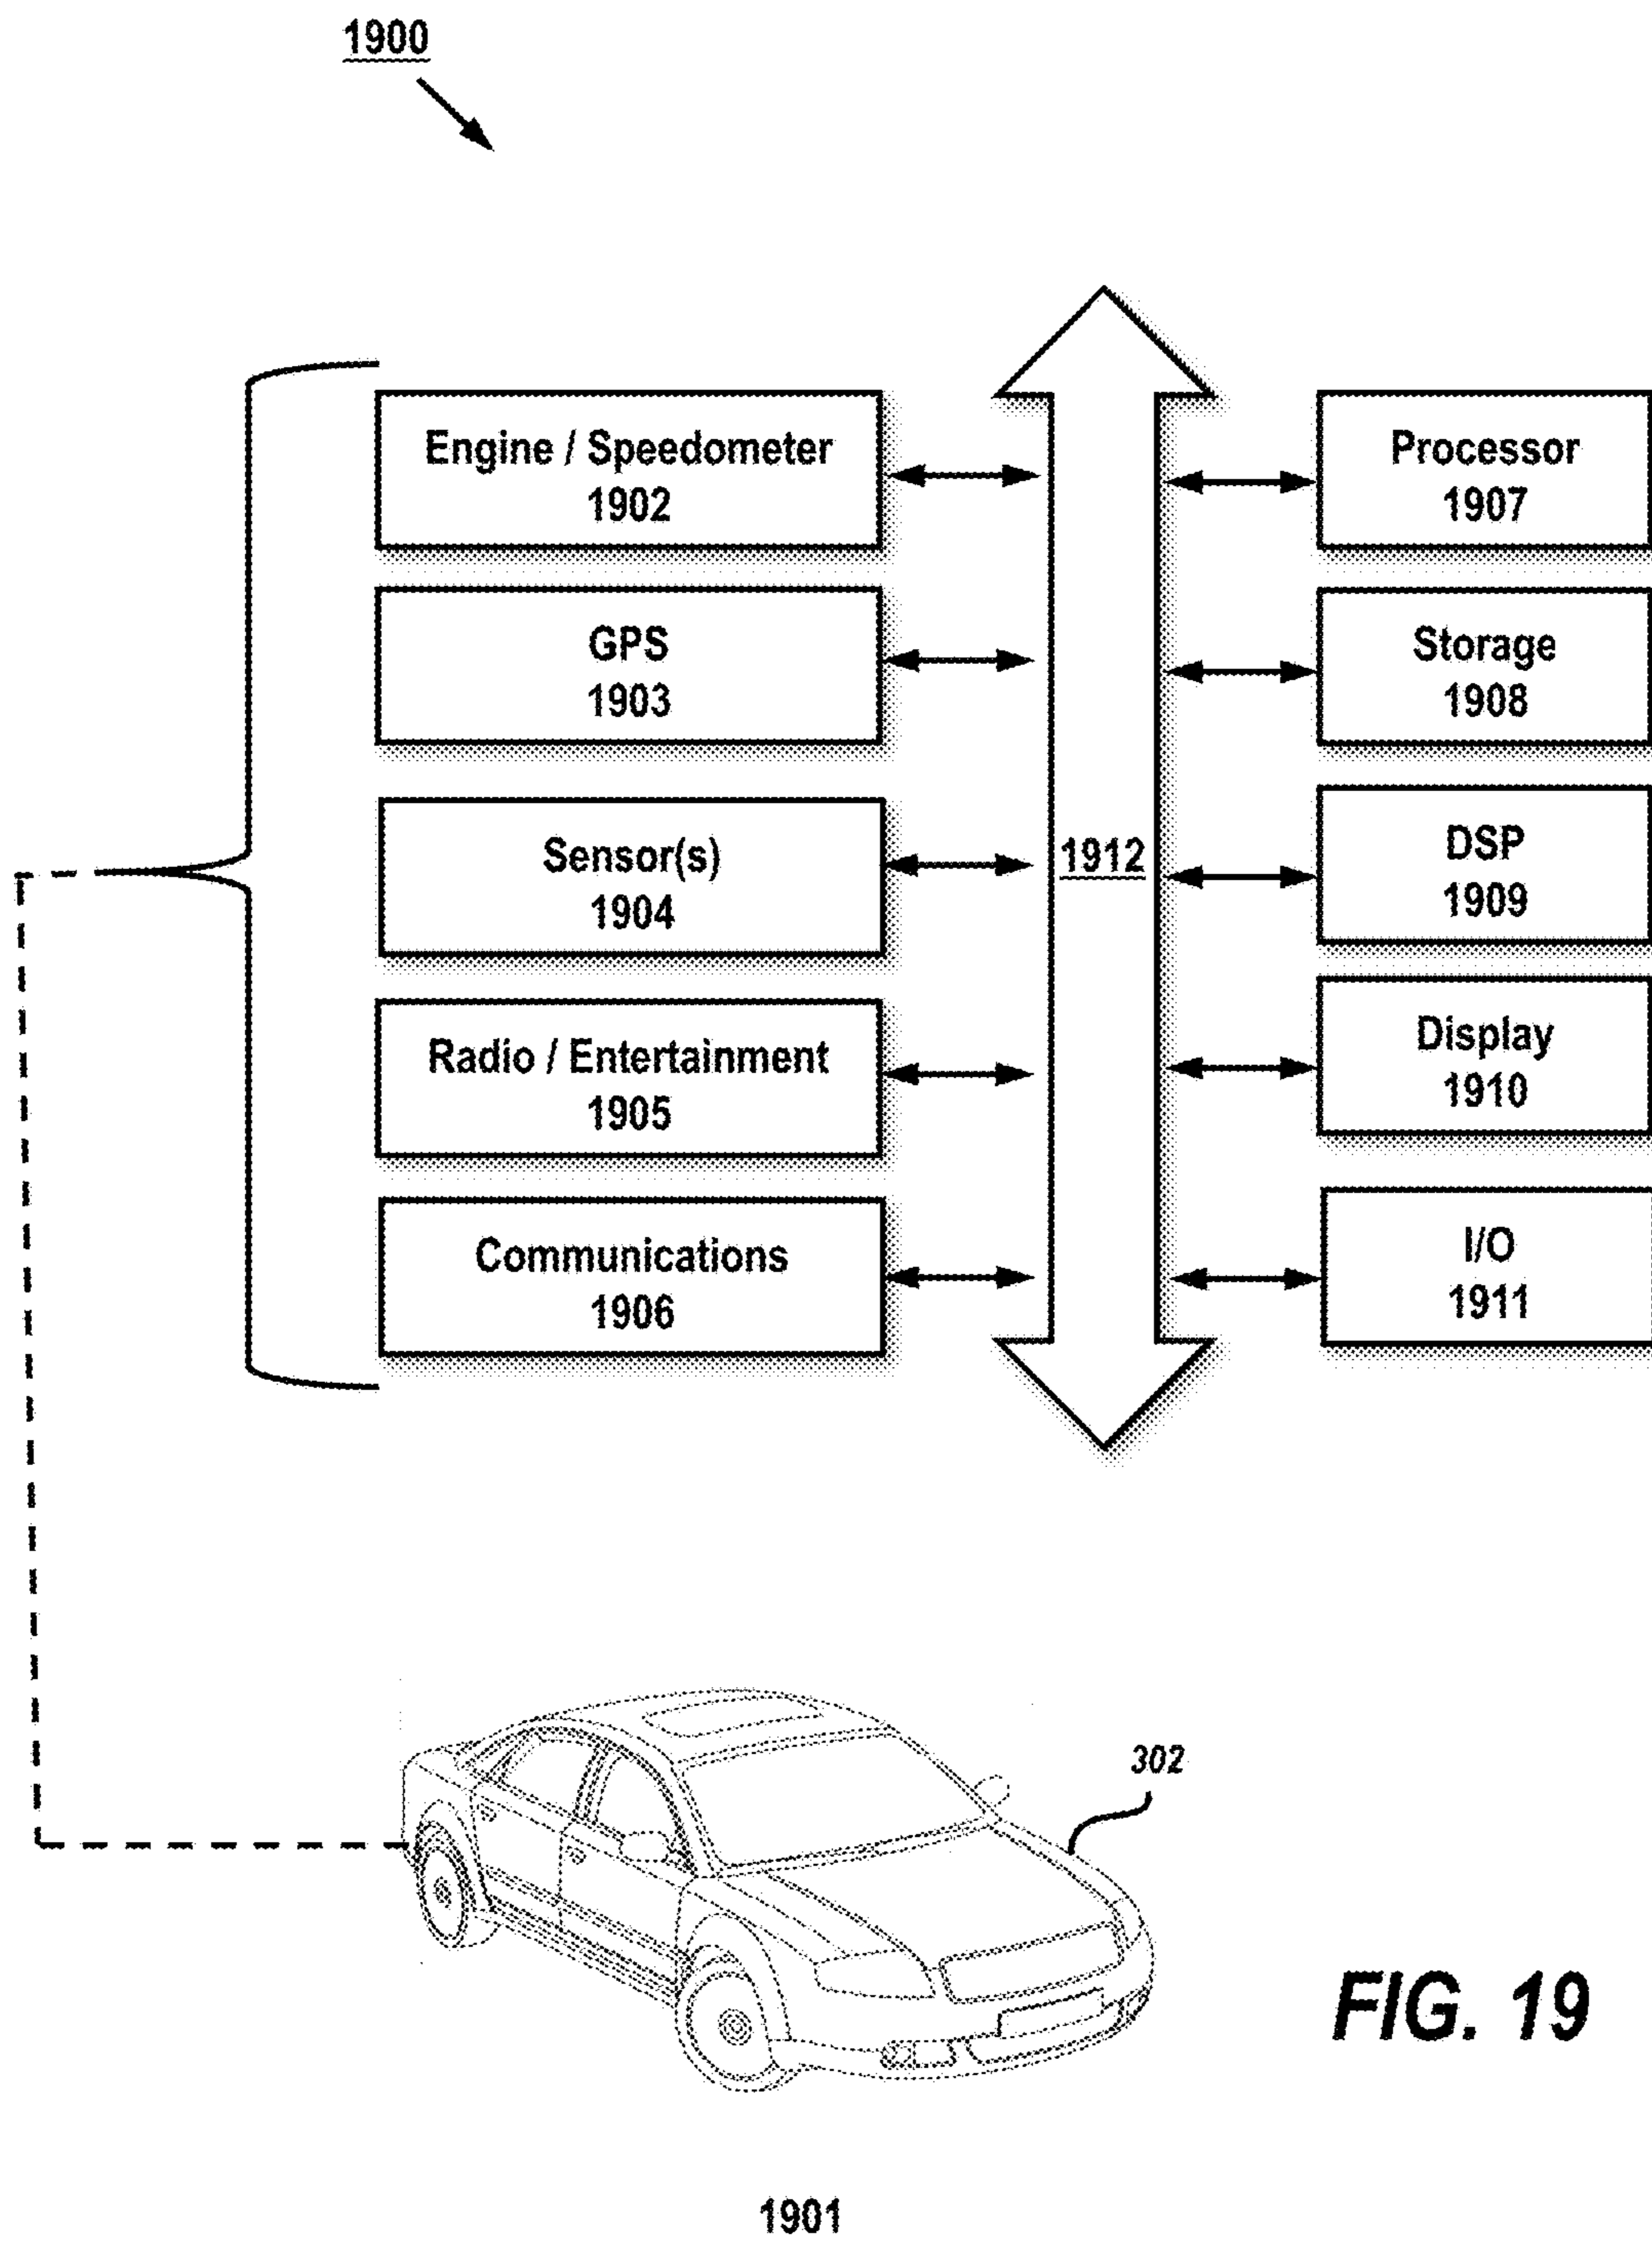 1900
Engine / Speedometer
1902
GPS
1903
Sensor(s)
1904
Radio / Entertainment
1905
Communications
1906
1912
Processor
1907
Storage
1908
DSP
1909
Display
1910
I/O
1911
302
FIG. 19
1901